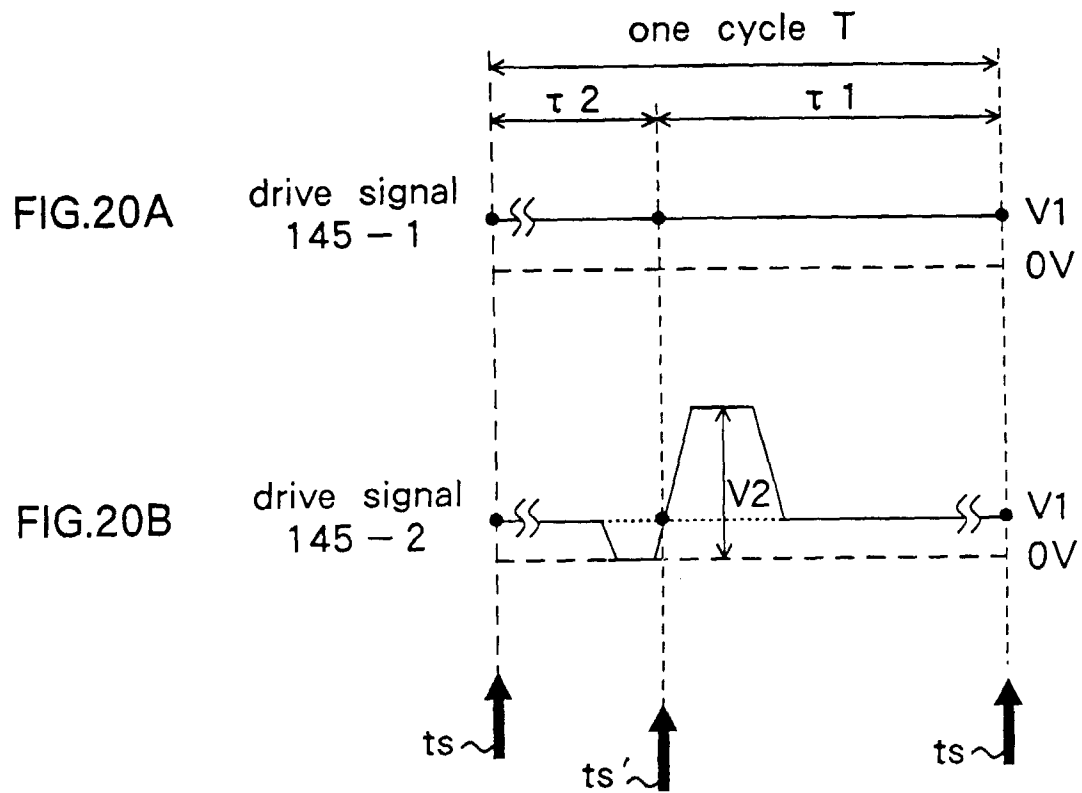 one cycle T
τ 2
τ 1
FIG.20A
drive signal
145 - 1
V1
0V
FIG.20B
drive signal
145 - 2
V2
V1
0V
ts
ts'
ts